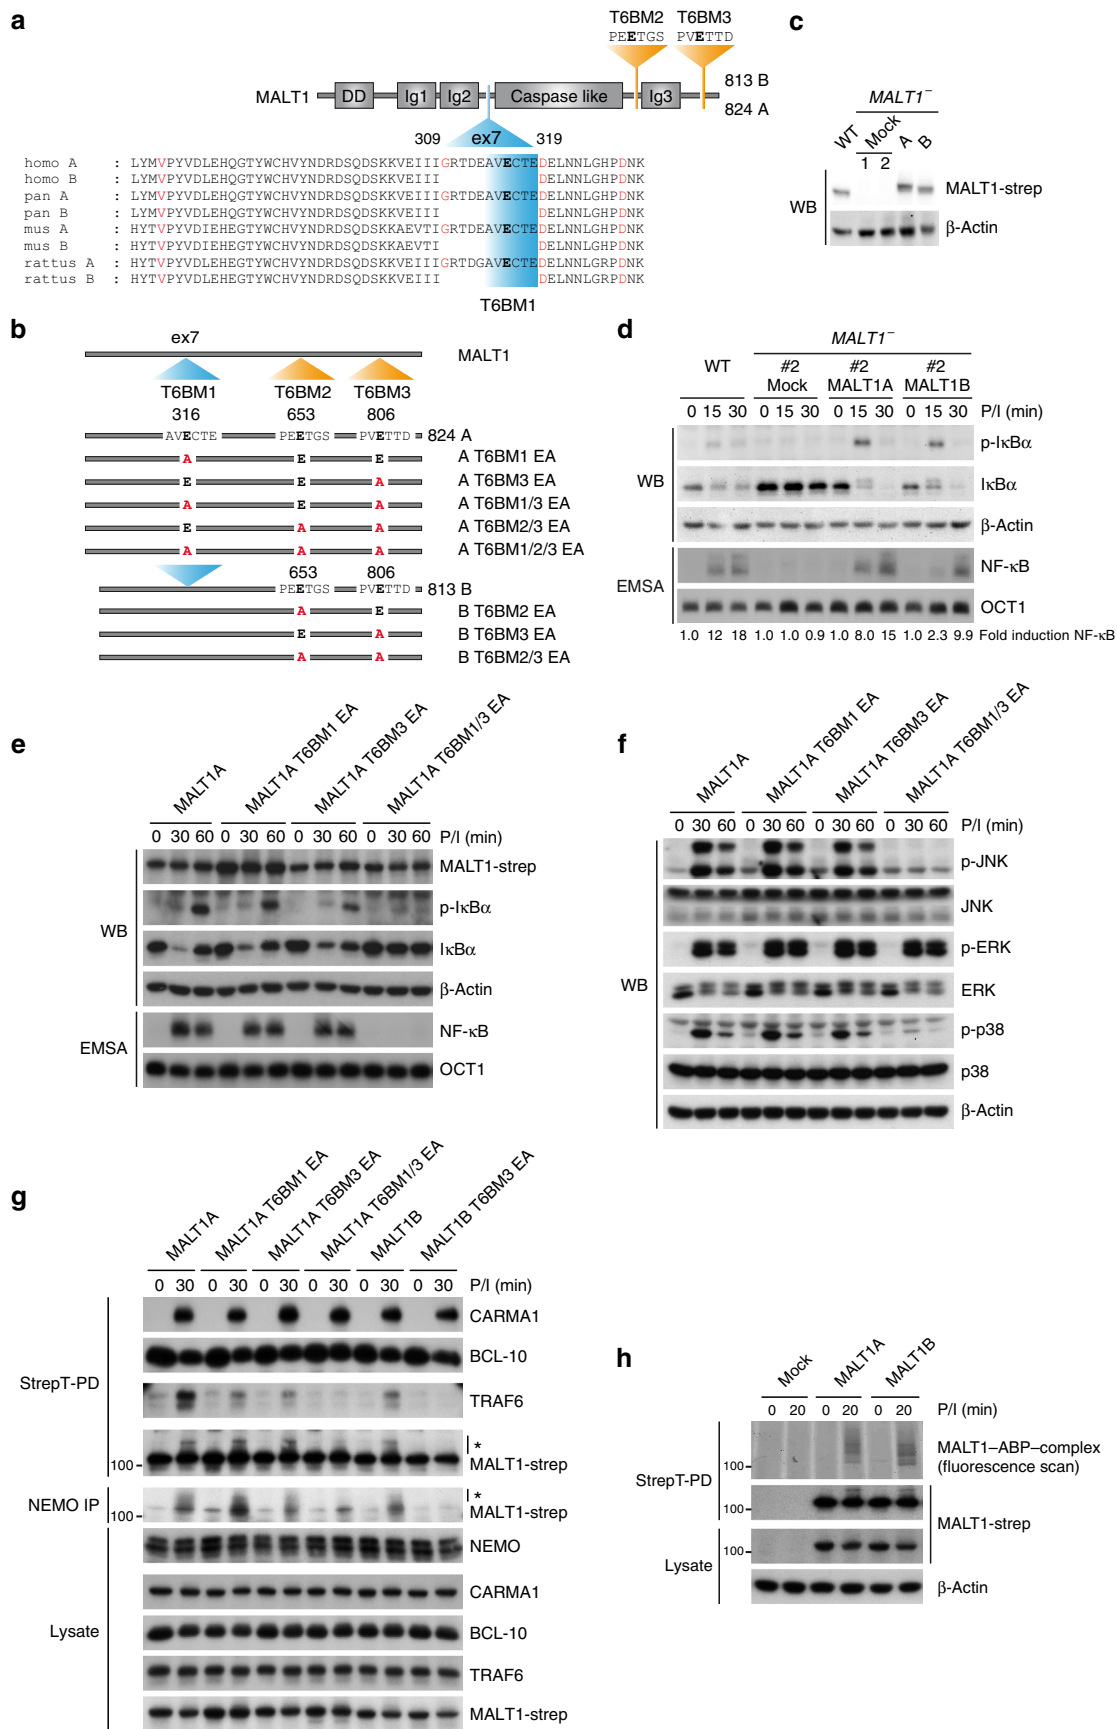 a
T6BM2 T6BM3
PEETGS PVETTD
MALT1 DD Ig1 Ig2 Caspase like Ig3 813 B
824 A
309 ex7 319
homo A : LYMVPYVDLEHQGTYWCHVYNDRDSQDSKKVEIIIGRTDEAVECTEDELNNLGHPDNK
homo B : LYMVPYVDLEHQGTYWCHVYNDRDSQDSKKVEIII DELNNLGHPDNK
pan A : LYMVPYVDLEHQGTYWCHVYNDRDSQDSKKVEIIIGRTDEAVECTEDELNNLGHPDNK
pan B : LYMVPYVDLEHQGTYWCHVYNDRDSQDSKKVEIII DELNNLGHPDNK
mus A : HYTVPYVDLEHEGTYWCHVYNDRDSQDSKKAEVTIGRTDEAVECTEDELNNLGHPDNK
mus B : HYTVPYVDIEHEGTYWCHVYNDRDSQDSKKAEVTI DELNNLGHPDNK
rattus A : HYTVPYVDLEHEGTYWCHVYNDRDSQDSKKVEIIIGRTDGAVECTEDELNNLGRPDNK
rattus B : HYTVPYVDLEHEGTYWCHVYNDRDSQDSKKVEIII DELNNLGRPDNK
T6BM1
b
ex7
MALT1
T6BM1 T6BM2 T6BM3
316 653 806
AVECTE PEETGS PVETTD 824 A
A E E A T6BM1 EA
E E A A T6BM3 EA
A E A A T6BM1/3 EA
E A A A T6BM2/3 EA
A A A A T6BM1/2/3 EA
653 806
PEETGS PVETTD 813 B
A E B T6BM2 EA
E A B T6BM3 EA
A A B T6BM2/3 EA
c
MALT1⁻
WT Mock A B
1 2
MALT1-strep
WB
β-Actin
d
MALT1⁻
WT #2 Mock #2 MALT1A #2 MALT1B
0 15 30 0 15 30 0 15 30 0 15 30 P/I (min)
p-IκBα
WB IκBα
β-Actin
NF-κB
EMSA OCT1
1.0 12 18 1.0 1.0 0.9 1.0 8.0 15 1.0 2.3 9.9 Fold induction NF-κB
e
MALT1A MALT1A T6BM1 EA MALT1A T6BM3 EA MALT1A T6BM1/3 EA
0 30 60 0 30 60 0 30 60 0 30 60 P/I (min)
MALT1-strep
p-IκBα
WB
IκBα
β-Actin
NF-κB
EMSA
OCT1
f
MALT1A MALT1A T6BM1 EA MALT1A T6BM3 EA MALT1A T6BM1/3 EA
0 30 60 0 30 60 0 30 60 0 30 60 P/I (min)
p-JNK
JNK
p-ERK
WB ERK
p-p38
p38
β-Actin
g
MALT1A MALT1A T6BM1 EA MALT1A T6BM3 EA MALT1A T6BM1/3 EA MALT1B MALT1B T6BM3 EA
0 30 0 30 0 30 0 30 0 30 0 30 P/I (min)
CARMA1
BCL-10
StrepT-PD
TRAF6
*
100 MALT1-strep
NEMO IP *
100 MALT1-strep
NEMO
CARMA1
Lysate BCL-10
TRAF6
MALT1-strep
h
Mock MALT1A MALT1B
0 20 0 20 0 20 P/I (min)
MALT1–ABP–complex
100 (fluorescence scan)
StrepT-PD
100
MALT1-strep
Lysate 100
β-Actin